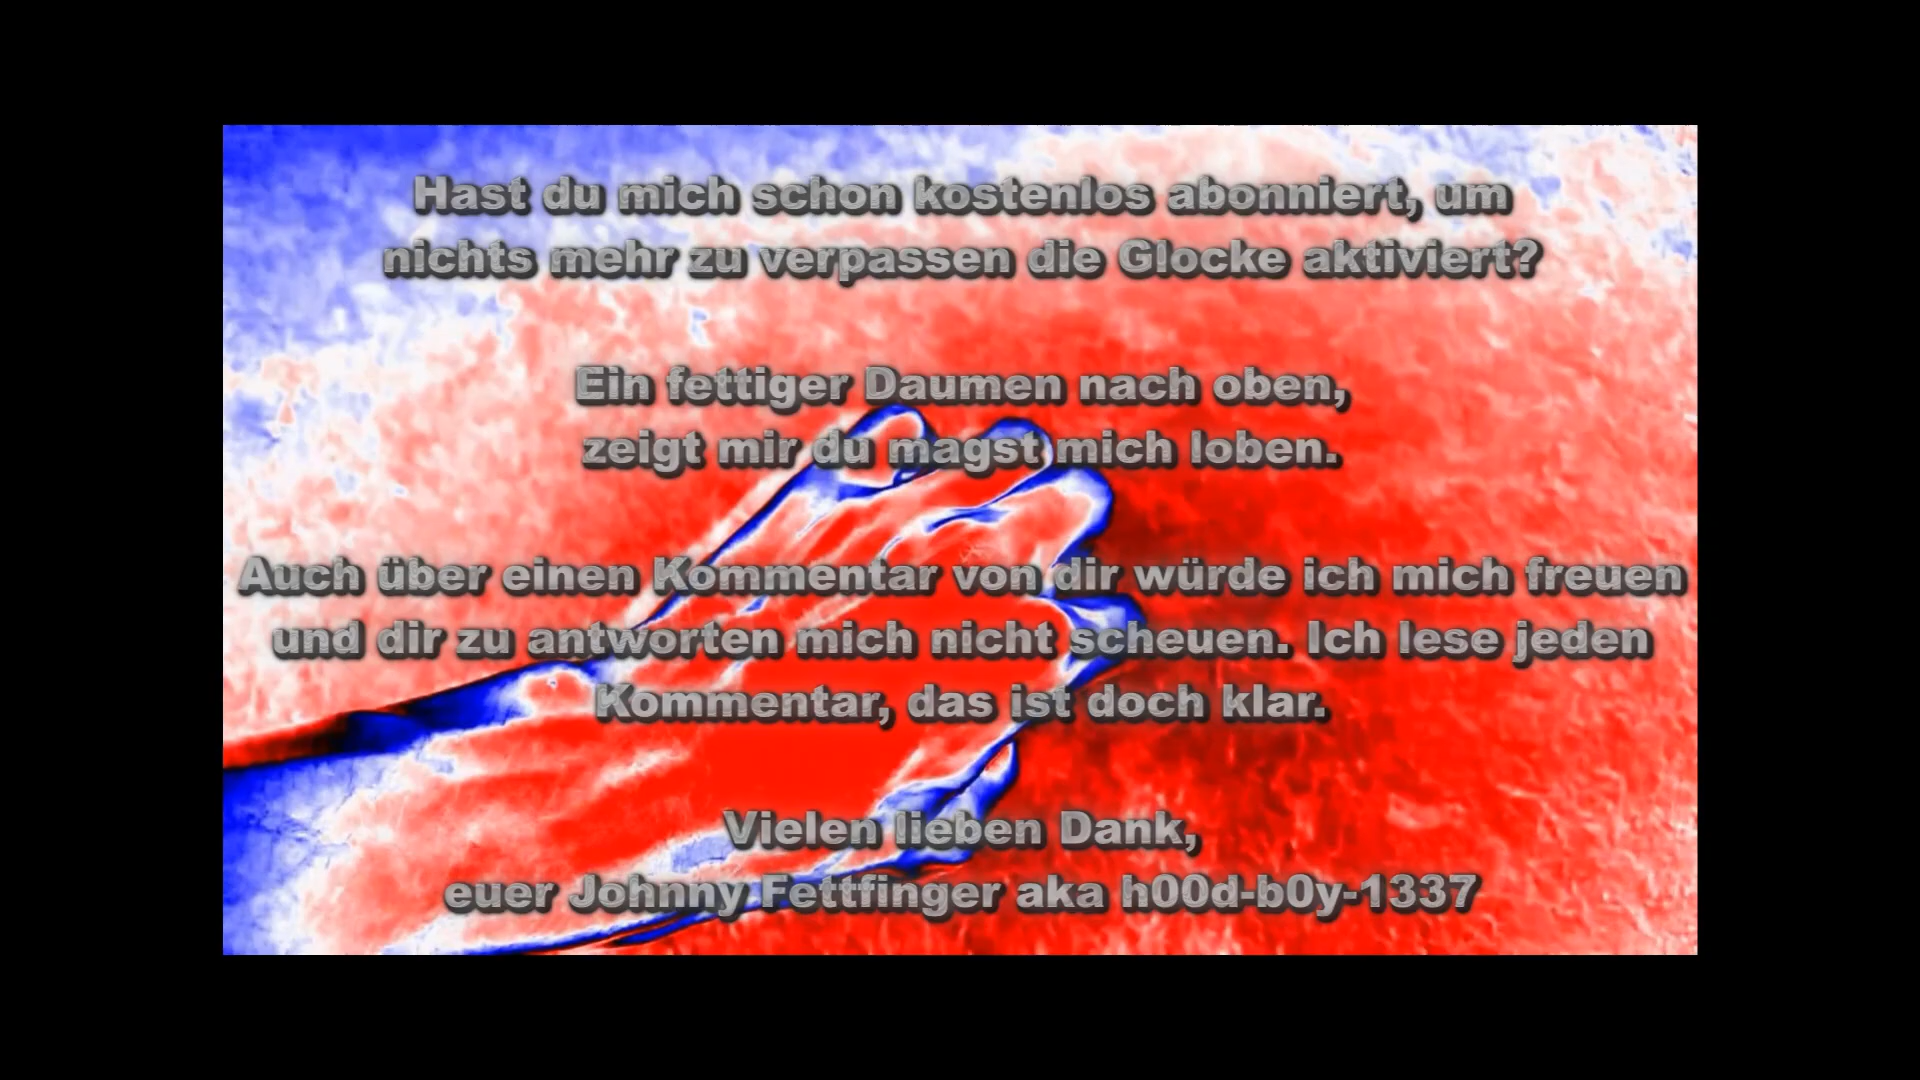 Hast du mich schon kostenlos abonniert, um
nichts mehr zu verpassen die Glocke aktiviert?
Ein fettiger Daumen nach oben,
zeigt mir du magst mich loben.
Auch über einen Kommentar von dir würde ich mich freuen
und dir zu antworten mich nicht scheuen. Ich lese jeden
Kommentar, das ist doch klar.
Vielen lieben Dank,
euer Johnny Fettfinger aka h00d-b0y-1337